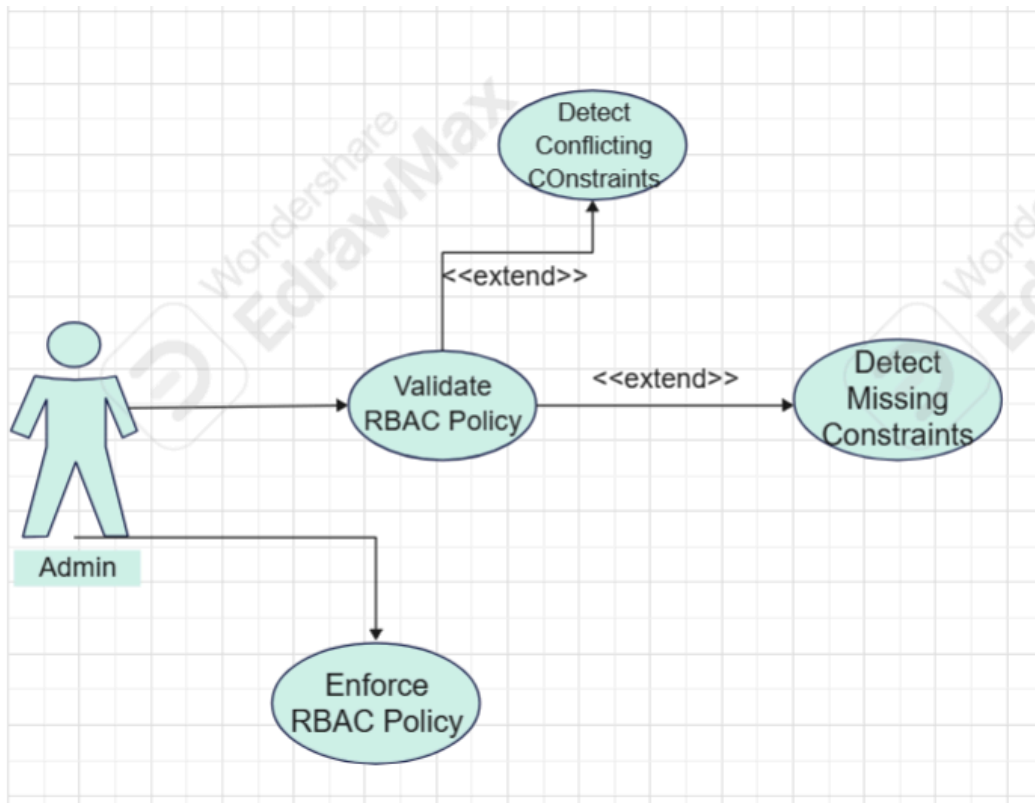 Detect
Conflicting
COnstraints
Wondershare
EdrawMax
<<extend>>
<<extend>>
Validate
RBAC Policy
Detect
Missing
Constraints
Admin
Enforce
RBAC Policy